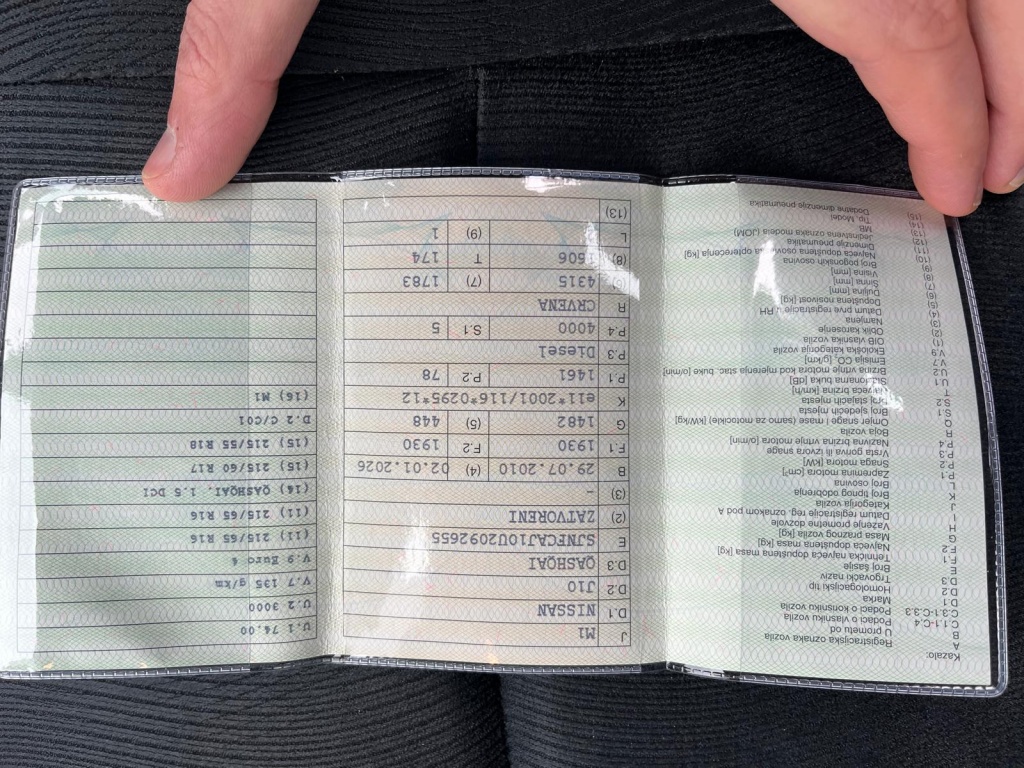 Kazalo:
A Registracijska oznaka vozila
B U prometu od
C.1.1-C.4 Podaci o vlasniku vozila
C.3.1-C.3.3 Podaci o korisniku vozila
D.1 Marka
D.2 Homologacijski tip
D.3 Trgovački naziv
E Broj šasije
F.1 Tehnička najveća dopuštena masa [kg]
F.2 Najveća dopuštena masa [kg]
G Masa praznog vozila [kg]
H Važenje prometne dozvole
I Datum registracije reg. oznakom pod A
J Kategorija vozila
K Broj tipnog odobrenja
L Broj osovina
P.1 Zapremina motora [cm³]
P.2 Snaga motora [kW]
P.3 Vrsta goriva ili izvora snage
P.4 Nazivna brzina vrtnje motora [o/min]
R Boja vozila
Q Omjer snage i mase (samo za motocikle) [kW/kg]
S.1 Broj sjedećih mjesta
S.2 Broj stajaćih mjesta
T Najveća brzina [km/h]
U.1 Stacionarna buka [dB]
U.2 Brzina vrtnje motora kod mjerenja stac. buke [o/min]
V.7 Emisija CO₂ [g/km]
V.9 Ekološka kategorija vozila
(1) OIB vlasnika vozila
(2) Oblik karoserije
(3) Namjena
(4) Datum prve registracije u RH
(5) Dopuštena nosivost [kg]
(6) Duljina [mm]
(7) Širina [mm]
(8) Visina [mm]
(9) Broj pogonskih osovina
(10) Najveća dopuštena osovinska opterećenja [kg]
(11) Dimenzije pneumatika
(12) Jedinstvena oznaka modela (JOM)
(13) MB
(14) Tip, Model
(15) Dodatne dimenzije pneumatika
J M1
D.1 NISSAN
D.2 J10
D.3 QASHQAI
E SJNFCAJ10U2092655
(2) ZATVORENI
(3) –
B 29.07.2010 (4) 02.01.2026
F.1 1930 F.2 1930
G 1482 (5) 448
K e11*2001/116*0295*12
P.1 1461 P.2 78
P.3 Diesel
P.4 4000 S.1 5
R CRVENA
(6) 4315 (7) 1783
(8) 1506 T 174
L (9) 1
(13)
U.1 74.00
U.2 3000
V.7 135 g/km
V.9 Euro 4
(11) 215/65 R16
(11) 215/65 R16
(14) QASHQAI. 1.5 DCI
(15) 215/60 R17
(15) 215/55 R18
D.2 C/C01
(16) M1